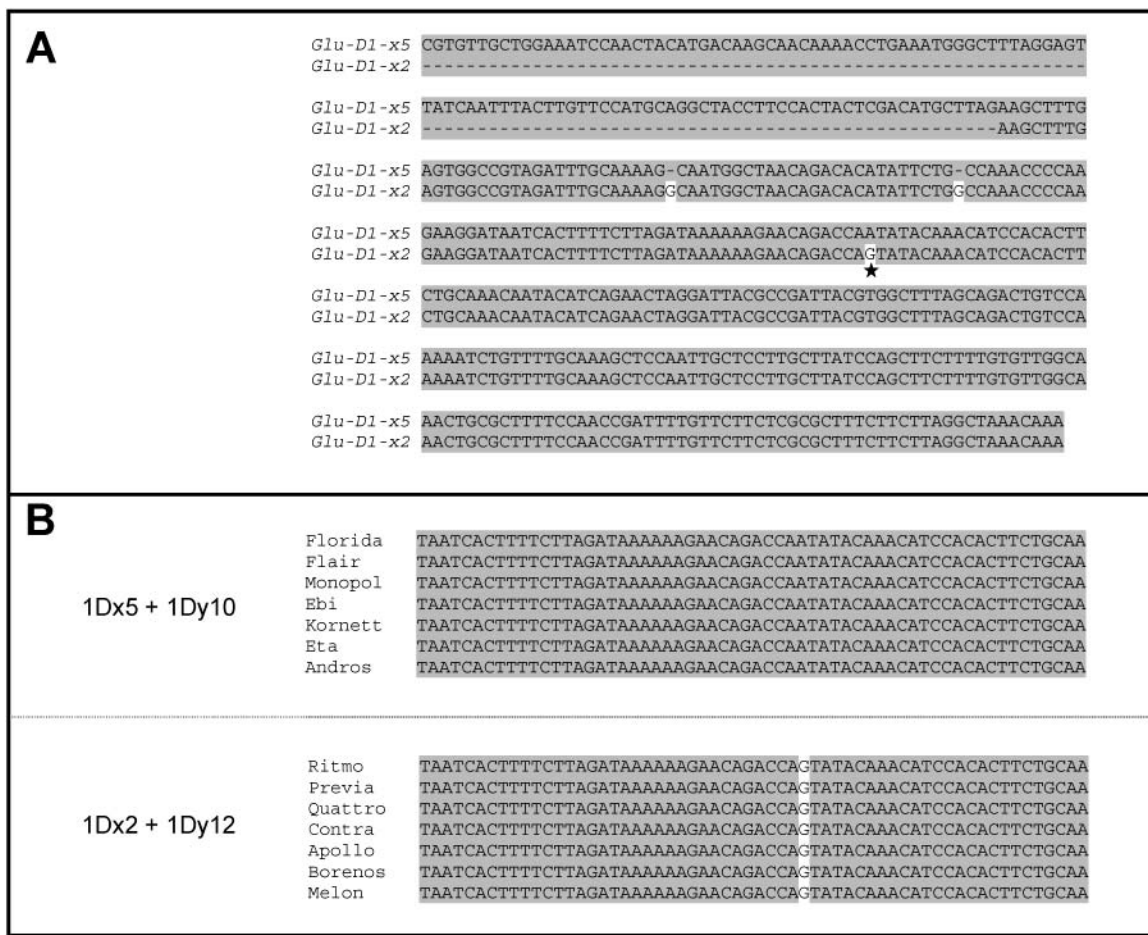 A
Glu-D1-x5 CGTGTTGCTGGAAATCCAACTACATGACAAGCAACAAAACCTGAAATGGGCTTTAGGAGT
Glu-D1-x2 ------------------------------------------------------------
Glu-D1-x5 TATCAATTTACTTGTTCCATGCAGGCTACCTTCCACTACTCGACATGCTTAGAAGCTTTG
Glu-D1-x2 ----------------------------------------------------AAGCTTTG
Glu-D1-x5 AGTGGCCGTAGATTTGCAAAAG-CAATGGCTAACAGACACATATTCTG-CCAAACCCCAA
Glu-D1-x2 AGTGGCCGTAGATTTGCAAAAGGCAATGGCTAACAGACACATATTCTGGCCAAACCCCAA
Glu-D1-x5 GAAGGATAATCACTTTTCTTAGATAAAAAAGAACAGACCAATATACAAACATCCACACTT
Glu-D1-x2 GAAGGATAATCACTTTTCTTAGATAAAAAAGAACAGACCAGTATACAAACATCCACACTT
★
Glu-D1-x5 CTGCAAACAATACATCAGAACTAGGATTACGCCGATTACGTGGCTTTAGCAGACTGTCCA
Glu-D1-x2 CTGCAAACAATACATCAGAACTAGGATTACGCCGATTACGTGGCTTTAGCAGACTGTCCA
Glu-D1-x5 AAAATCTGTTTTGCAAAGCTCCAATTGCTCCTTGCTTATCCAGCTTCTTTTGTGTTGGCA
Glu-D1-x2 AAAATCTGTTTTGCAAAGCTCCAATTGCTCCTTGCTTATCCAGCTTCTTTTGTGTTGGCA
Glu-D1-x5 AACTGCGCTTTTCCAACCGATTTTGTTCTTCTCGCGCTTTCTTCTTAGGCTAAACAAA
Glu-D1-x2 AACTGCGCTTTTCCAACCGATTTTGTTCTTCTCGCGCTTTCTTCTTAGGCTAAACAAA
B
1Dx5 + 1Dy10
Florida TAATCACTTTTCTTAGATAAAAAAGAACAGACCAATATACAAACATCCACACTTCTGCAA
Flair TAATCACTTTTCTTAGATAAAAAAGAACAGACCAATATACAAACATCCACACTTCTGCAA
Monopol TAATCACTTTTCTTAGATAAAAAAGAACAGACCAATATACAAACATCCACACTTCTGCAA
Ebi TAATCACTTTTCTTAGATAAAAAAGAACAGACCAATATACAAACATCCACACTTCTGCAA
Kornett TAATCACTTTTCTTAGATAAAAAAGAACAGACCAATATACAAACATCCACACTTCTGCAA
Eta TAATCACTTTTCTTAGATAAAAAAGAACAGACCAATATACAAACATCCACACTTCTGCAA
Andros TAATCACTTTTCTTAGATAAAAAAGAACAGACCAATATACAAACATCCACACTTCTGCAA
1Dx2 + 1Dy12
Ritmo TAATCACTTTTCTTAGATAAAAAAGAACAGACCAGTATACAAACATCCACACTTCTGCAA
Previa TAATCACTTTTCTTAGATAAAAAAGAACAGACCAGTATACAAACATCCACACTTCTGCAA
Quattro TAATCACTTTTCTTAGATAAAAAAGAACAGACCAGTATACAAACATCCACACTTCTGCAA
Contra TAATCACTTTTCTTAGATAAAAAAGAACAGACCAGTATACAAACATCCACACTTCTGCAA
Apollo TAATCACTTTTCTTAGATAAAAAAGAACAGACCAGTATACAAACATCCACACTTCTGCAA
Borenos TAATCACTTTTCTTAGATAAAAAAGAACAGACCAGTATACAAACATCCACACTTCTGCAA
Melon TAATCACTTTTCTTAGATAAAAAAGAACAGACCAGTATACAAACATCCACACTTCTGCAA